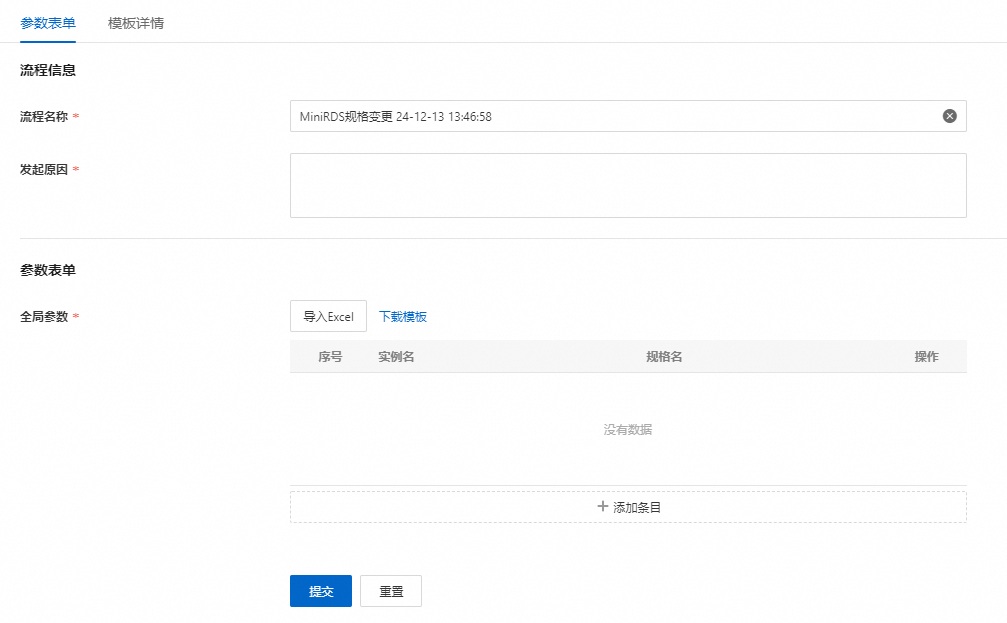 参数表单 模板详情
流程信息
流程名称 * MiniRDS规格变更 24-12-13 13:46:58
发起原因 *
参数表单
全局参数 * 导入Excel 下载模板
序号 实例名 规格名 操作
没有数据
添加条目
提交 重置